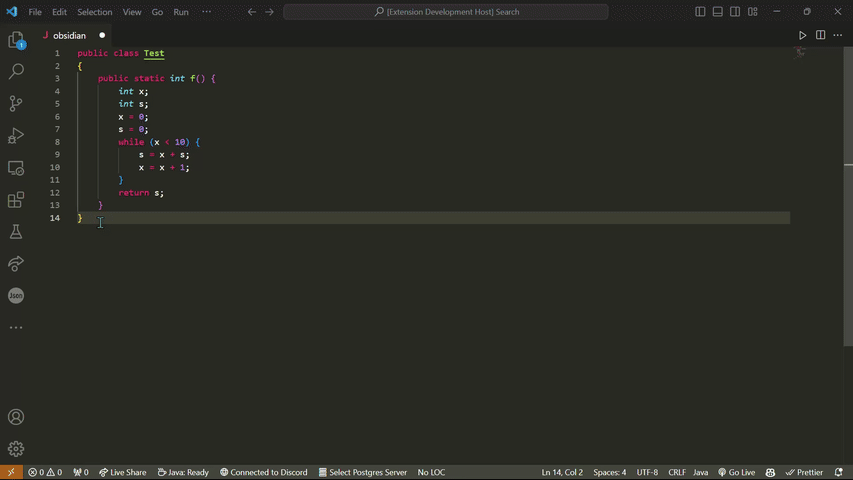 File Edit Selection View Go Run ··· [Extension Development Host] Search
J obsidian
1 public class Test
2 {
3 public static int f() {
4 int x;
5 int s;
6 x = 0;
7 s = 0;
8 while (x < 10) {
9 s = x + s;
10 x = x + 1;
11 }
12 return s;
13 }
14 }
1
Json
0 0 0 Live Share Java: Ready Connected to Discord Select Postgres Server No LOC Ln 14, Col 2 Spaces: 4 UTF-8 CRLF Java Go Live Prettier